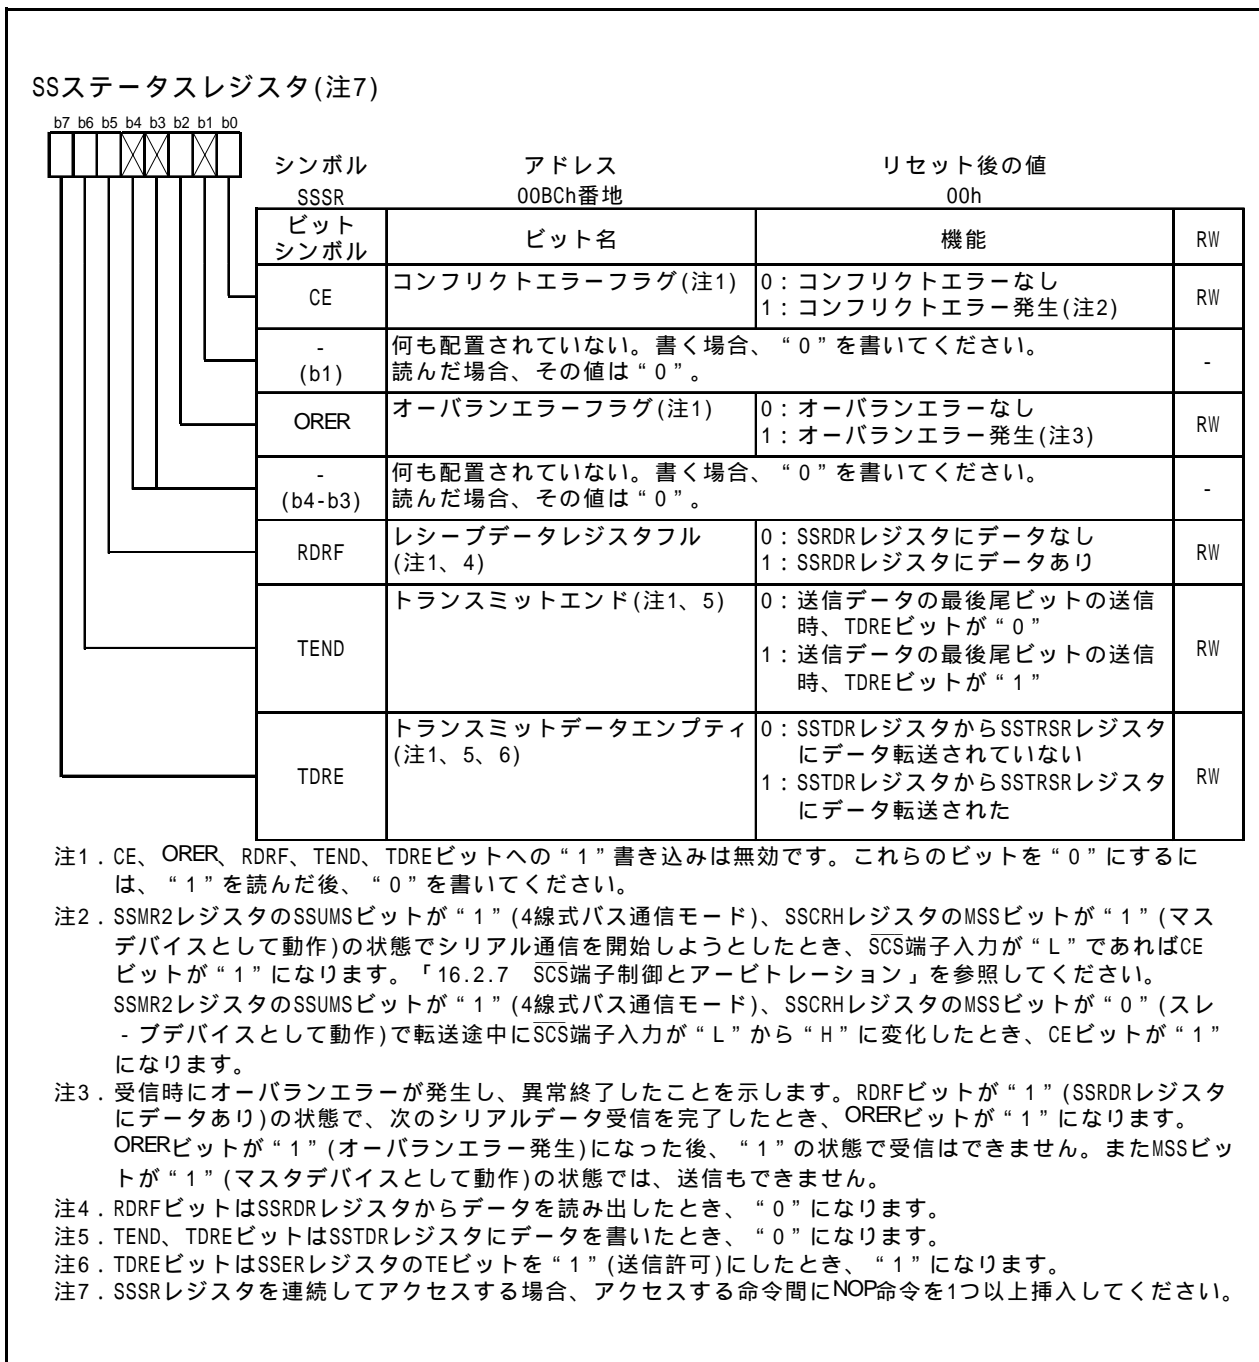 SSステータスレジスタ(注7)
b7 b6 b5 b4 b3 b2 b1 b0
シンボル アドレス リセット後の値
SSSR 00BCh番地 00h
ビット
シンボル ビット名 機能 RW
CE コンフリクトエラーフラグ(注1) 0：コンフリクトエラーなし
1：コンフリクトエラー発生(注2) RW
-
(b1) 何も配置されていない。書く場合、“0”を書いてください。
読んだ場合、その値は“0”。 -
ORER オーバランエラーフラグ(注1) 0：オーバランエラーなし
1：オーバランエラー発生(注3) RW
-
(b4-b3) 何も配置されていない。書く場合、“0”を書いてください。
読んだ場合、その値は“0”。 -
RDRF レシーブデータレジスタフル
(注1、4) 0：SSRDRレジスタにデータなし
1：SSRDRレジスタにデータあり RW
TEND トランスミットエンド(注1、5) 0：送信データの最後尾ビットの送信
時、TDREビットが“0”
1：送信データの最後尾ビットの送信
時、TDREビットが“1” RW
TDRE トランスミットデータエンプティ
(注1、5、6) 0：SSTDRレジスタからSSTRSRレジスタ
にデータ転送されていない
1：SSTDRレジスタからSSTRSRレジスタ
にデータ転送された RW
注1．CE、ORER、RDRF、TEND、TDREビットへの“1”書き込みは無効です。これらのビットを“0”にするに
は、“1”を読んだ後、“0”を書いてください。
注2．SSMR2レジスタのSSUMSビットが“1”(4線式バス通信モード)、SSCRHレジスタのMSSビットが“1”(マス
デバイスとして動作)の状態でシリアル通信を開始しようとしたとき、SCS端子入力が“L”であればCE
ビットが“1”になります。「16.2.7 SCS端子制御とアービトレーション」を参照してください。
SSMR2レジスタのSSUMSビットが“1”(4線式バス通信モード)、SSCRHレジスタのMSSビットが“0”(スレ
-ブデバイスとして動作)で転送途中にSCS端子入力が“L”から“H”に変化したとき、CEビットが“1”
になります。
注3．受信時にオーバランエラーが発生し、異常終了したことを示します。RDRFビットが“1”(SSRDRレジスタ
にデータあり)の状態で、次のシリアルデータ受信を完了したとき、ORERビットが“1”になります。
ORERビットが“1”(オーバランエラー発生)になった後、“1”の状態で受信はできません。またMSSビッ
トが“1”(マスタデバイスとして動作)の状態では、送信もできません。
注4．RDRFビットはSSRDRレジスタからデータを読み出したとき、“0”になります。
注5．TEND、TDREビットはSSTDRレジスタにデータを書いたとき、“0”になります。
注6．TDREビットはSSERレジスタのTEビットを“1”(送信許可)にしたとき、“1”になります。
注7．SSSRレジスタを連続してアクセスする場合、アクセスする命令間にNOP命令を1つ以上挿入してください。